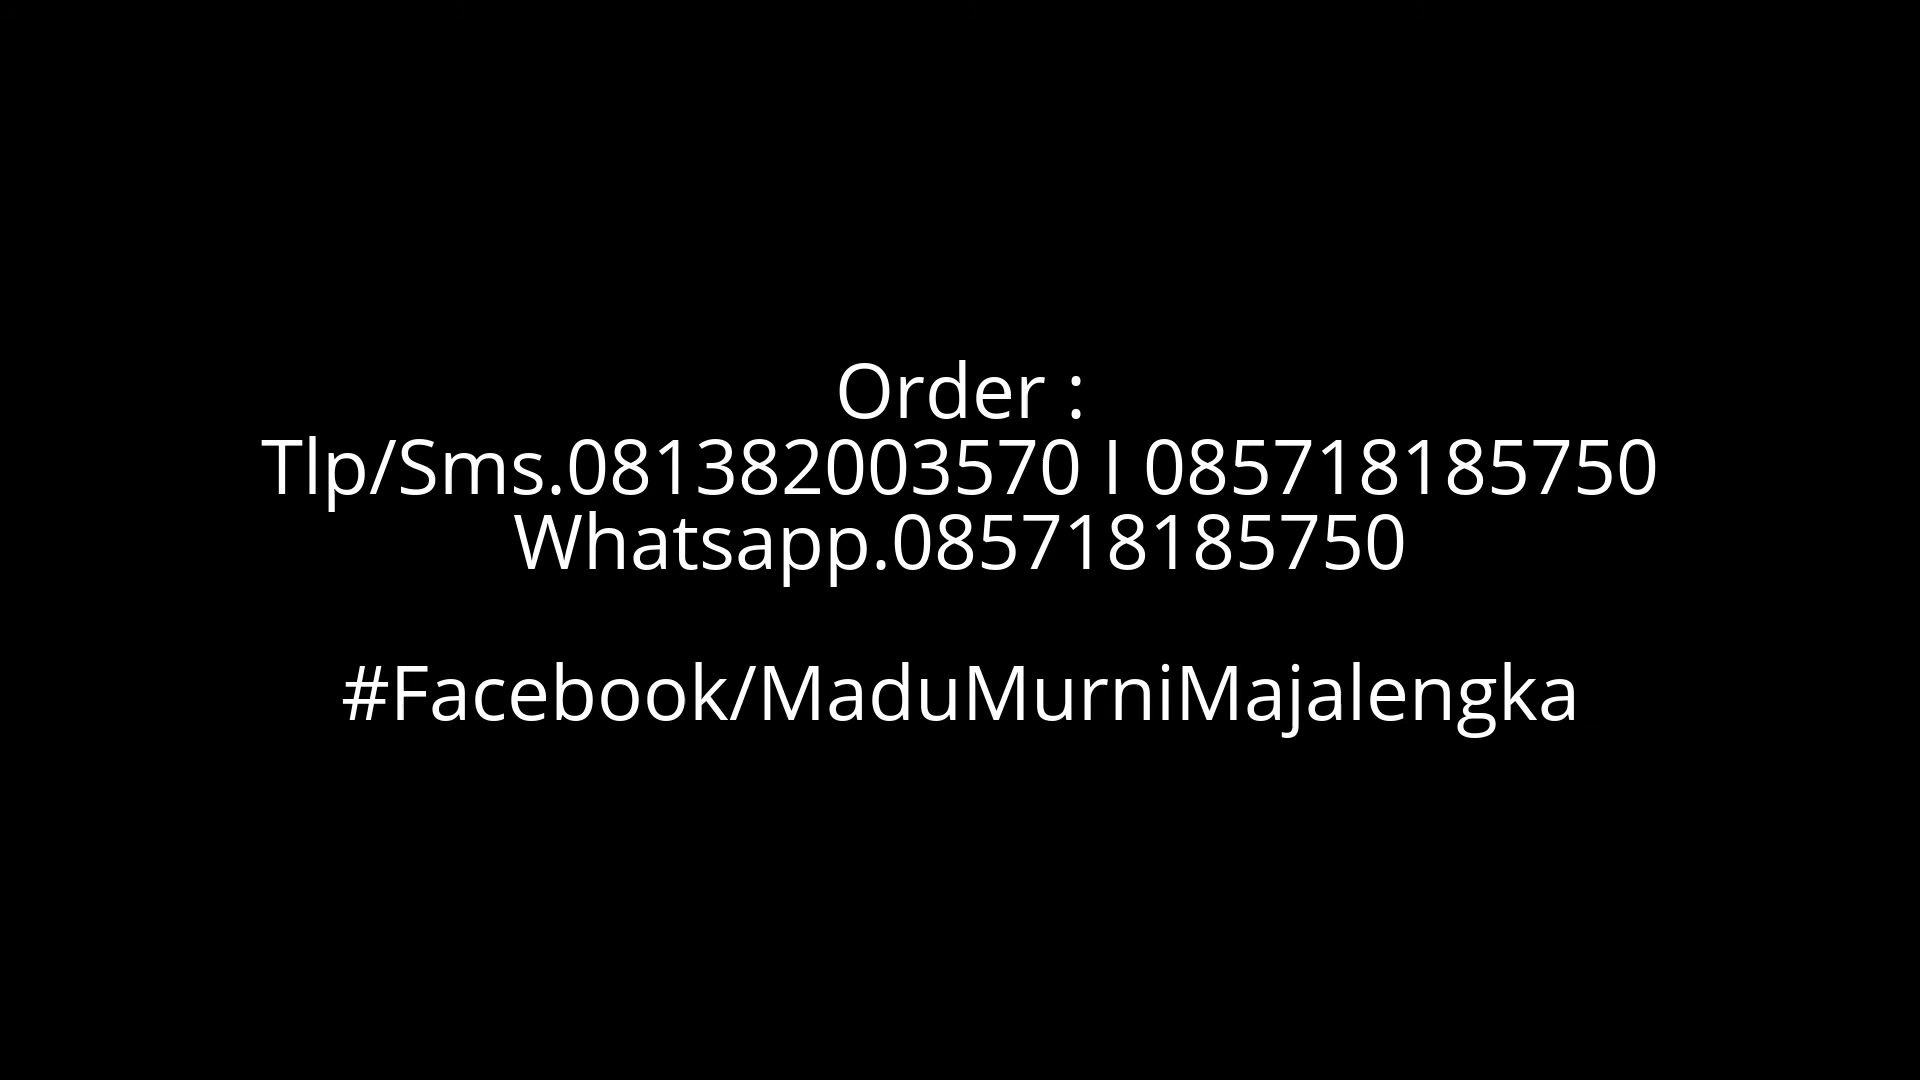 Order :
Tlp/Sms.081382003570 I 085718185750
Whatsapp.085718185750
#Facebook/MaduMurniMajalengka